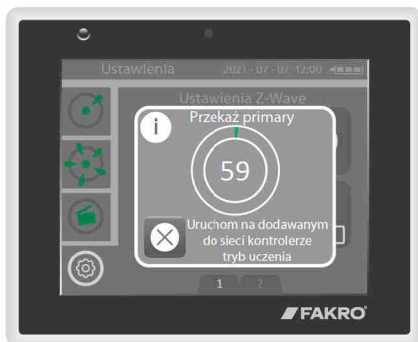 Ustawienia
2021-07-07-12:00
Ustawienia Z-Wave
i
Przekaż primary
59
Uruchom na dodawanym
do sieci kontrolerze
tryb uczenia
1 2
FAKRO